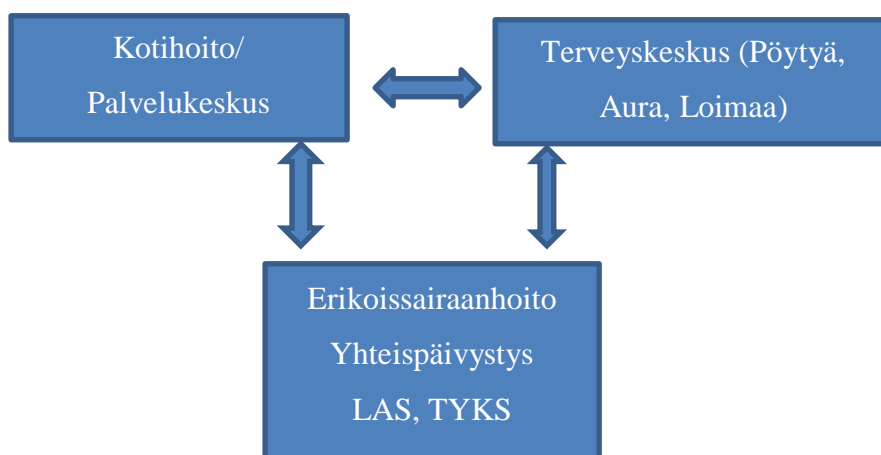 Kotihoito/
Palvelukeskus
Terveyskeskus (Pöytyä,
Aura, Loimaa)
Erikoissairaanhoito
Yhteispäivystys
LAS, TYKS